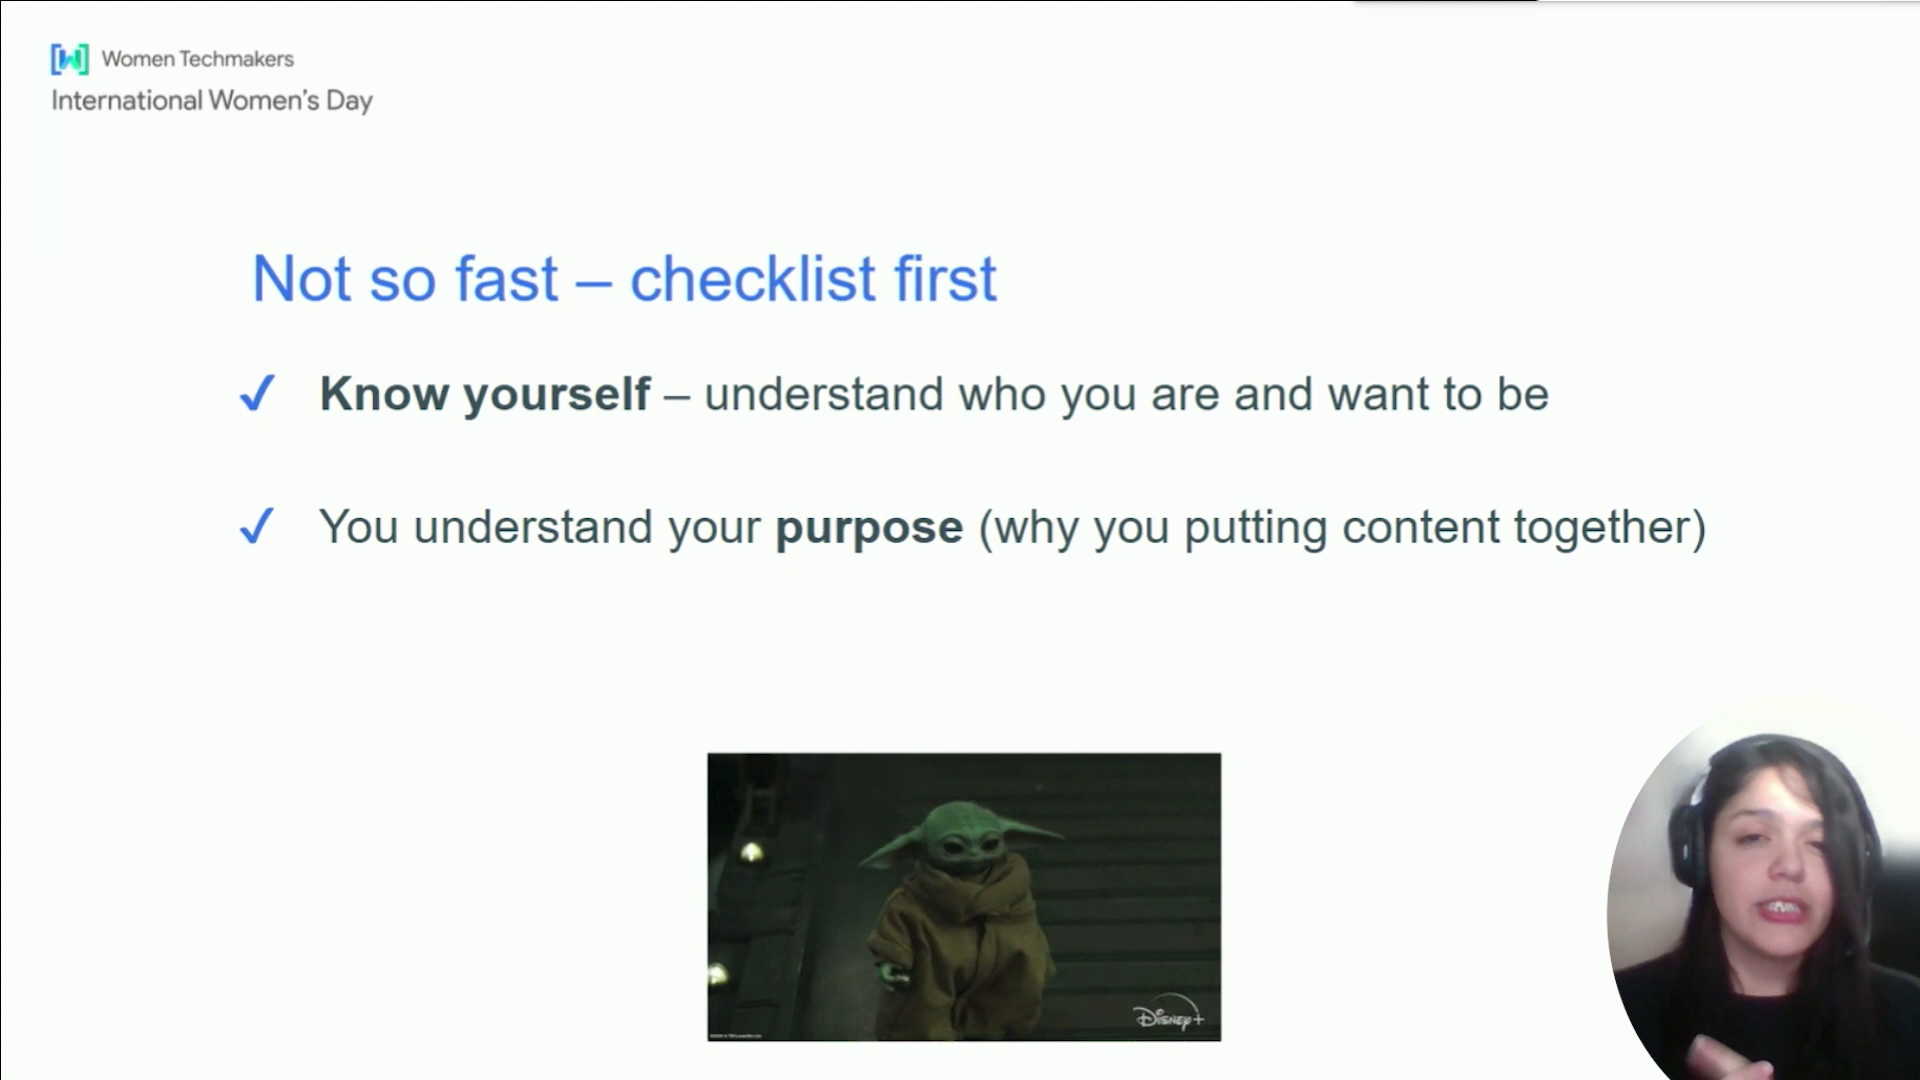 Women Techmakers
International Women's Day
Not so fast – checklist first
✓ Know yourself – understand who you are and want to be
✓ You understand your purpose (why you putting content together)
Disney+